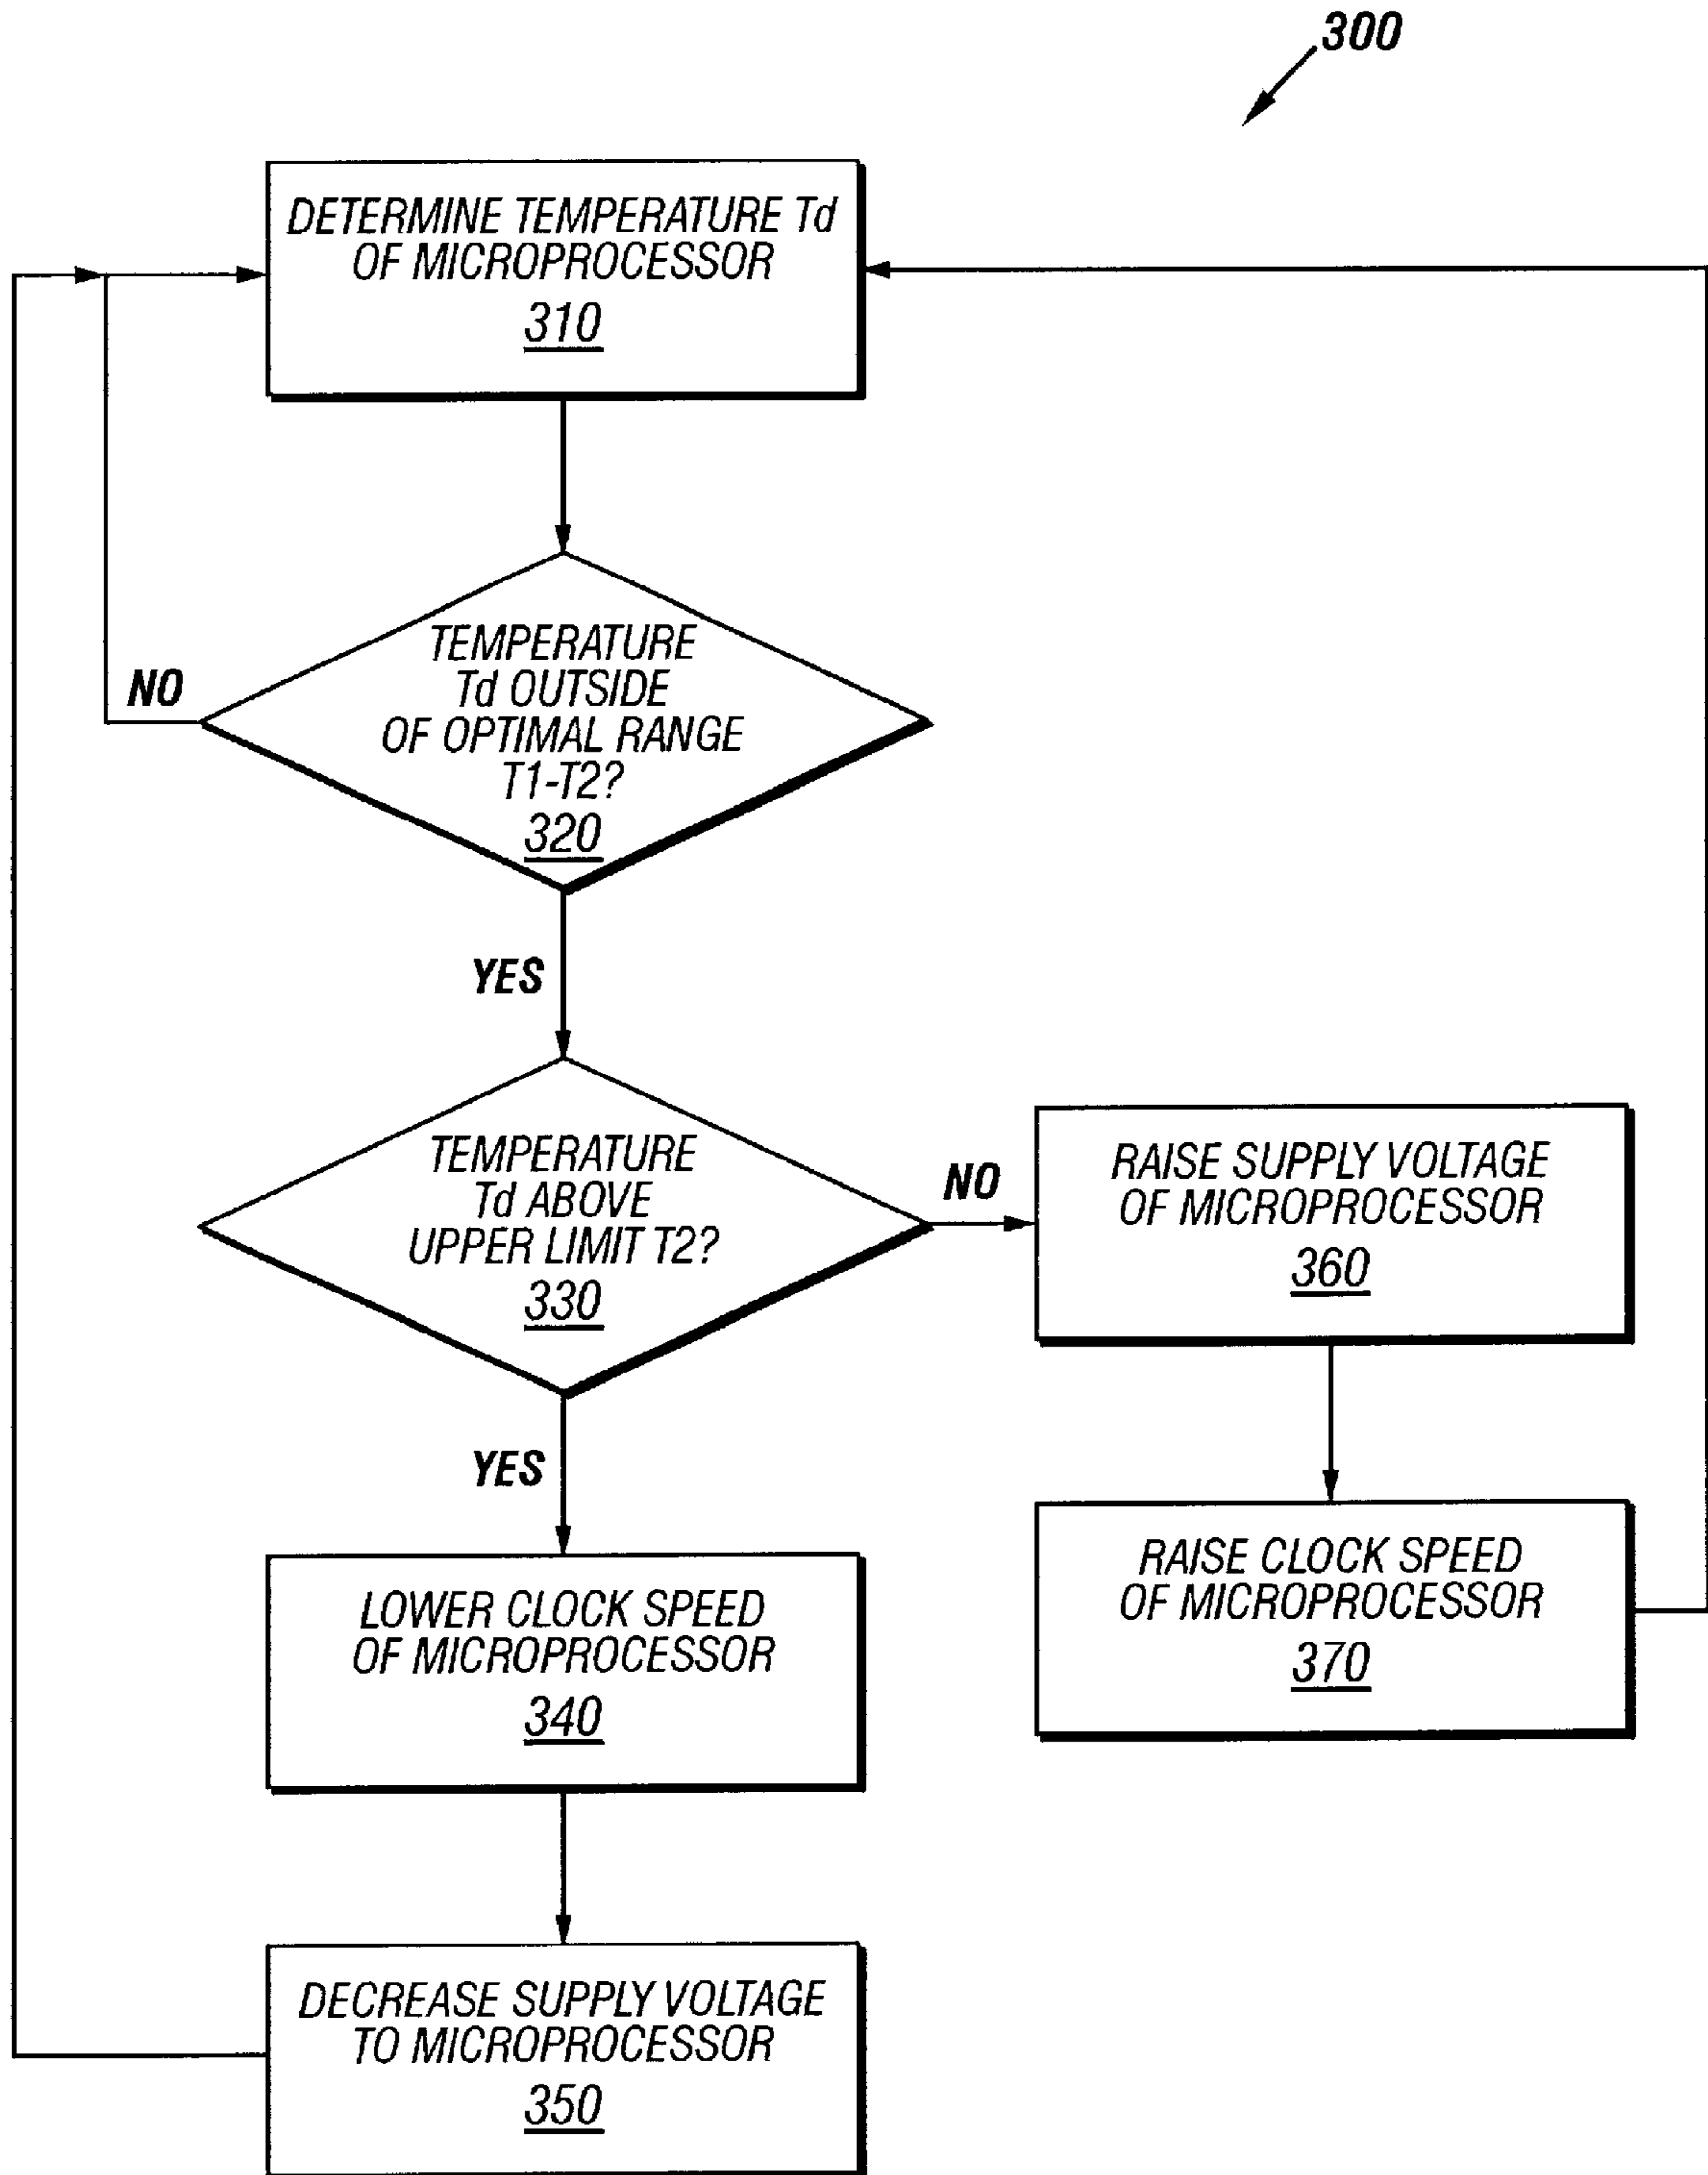 300
DETERMINE TEMPERATURE Td
OF MICROPROCESSOR
310
TEMPERATURE
Td OUTSIDE
OF OPTIMAL RANGE
T1-T2?
320
NO
YES
TEMPERATURE
Td ABOVE
UPPER LIMIT T2?
330
NO
RAISE SUPPLY VOLTAGE
OF MICROPROCESSOR
360
YES
RAISE CLOCK SPEED
OF MICROPROCESSOR
370
LOWER CLOCK SPEED
OF MICROPROCESSOR
340
DECREASE SUPPLY VOLTAGE
TO MICROPROCESSOR
350